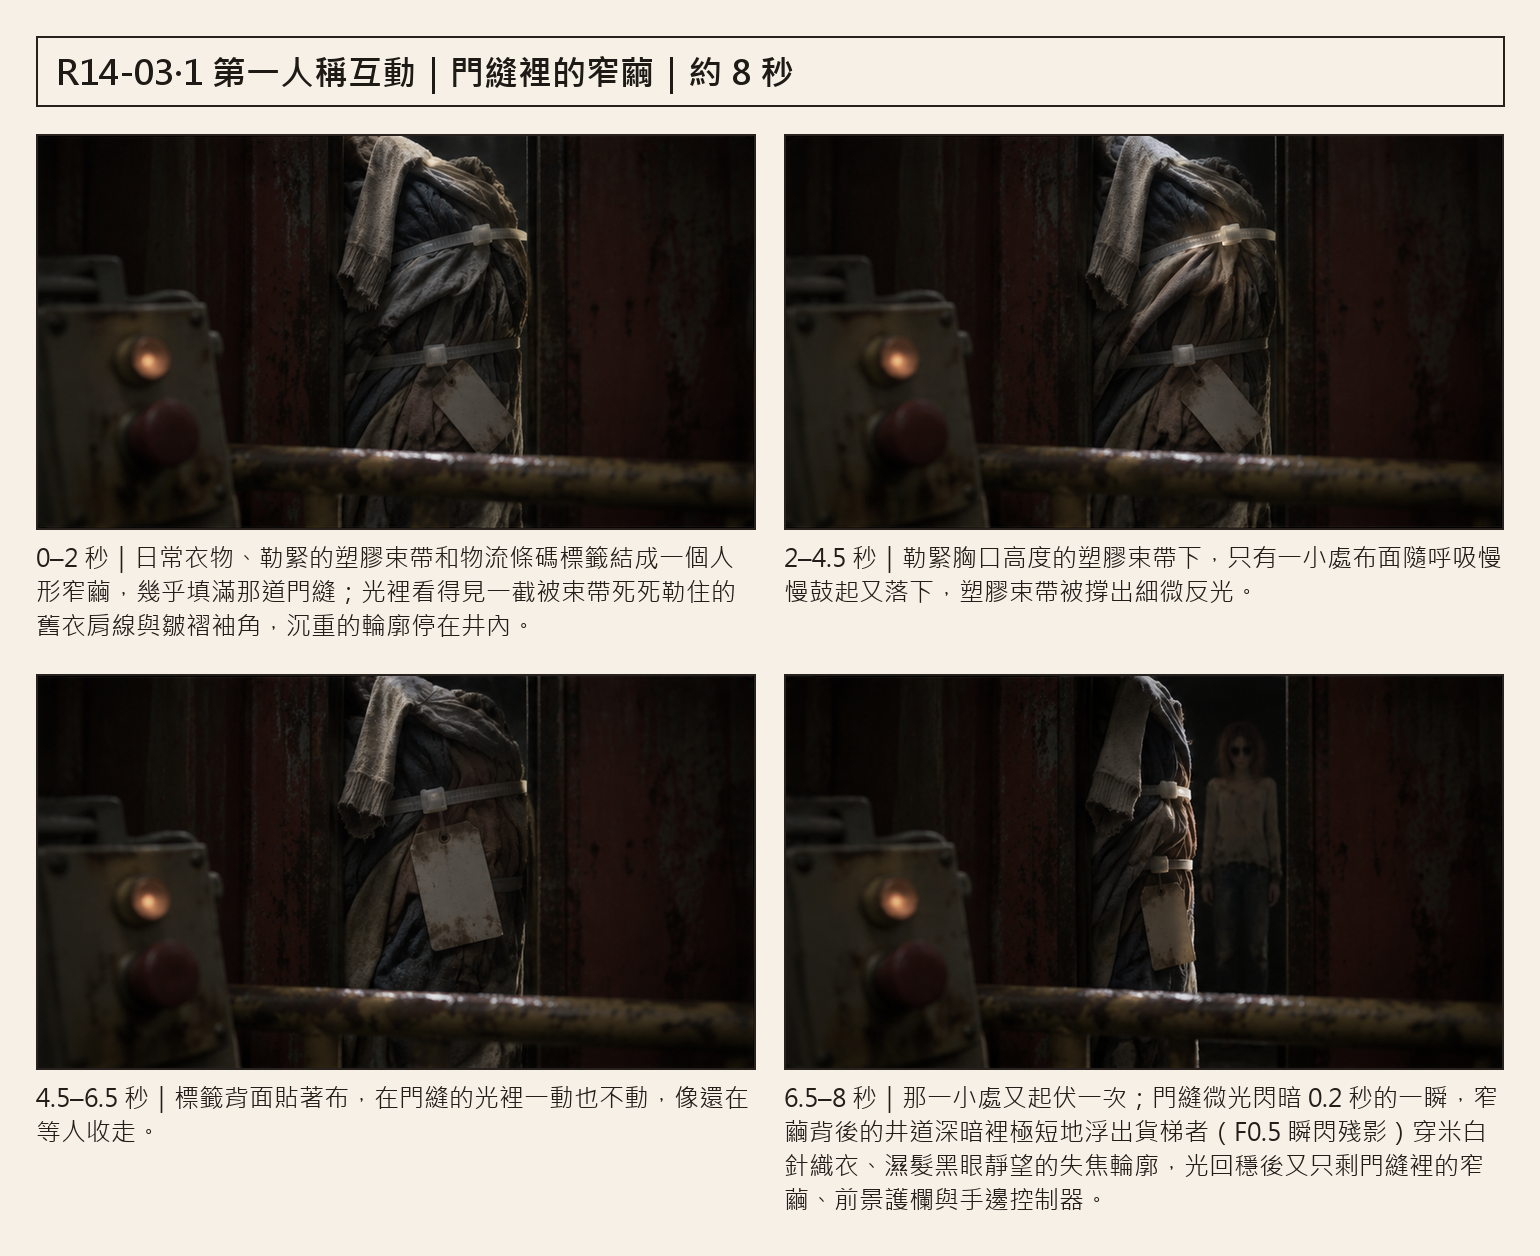 R14-03·1 第一人稱互動｜門縫裡的窄繭｜約 8 秒
0–2 秒｜日常衣物、勒緊的塑膠束帶和物流條碼標籤結成一個人
形窄繭，幾乎填滿那道門縫；光裡看得見一截被束帶死死勒住的
舊衣肩線與皺褶袖角，沉重的輪廓停在井內。
2–4.5 秒｜勒緊胸口高度的塑膠束帶下，只有一小處布面隨呼吸慢
慢鼓起又落下，塑膠束帶被撐出細微反光。
4.5–6.5 秒｜標籤背面貼著布，在門縫的光裡一動也不動，像還在
等人收走。
6.5–8 秒｜那一小處又起伏一次；門縫微光閃暗 0.2 秒的一瞬，窄
繭背後的井道深暗裡極短地浮出貨梯者（F0.5 瞬閃殘影）穿米白
針織衣、濕髮黑眼靜望的失焦輪廓，光回穩後又只剩門縫裡的窄
繭、前景護欄與手邊控制器。